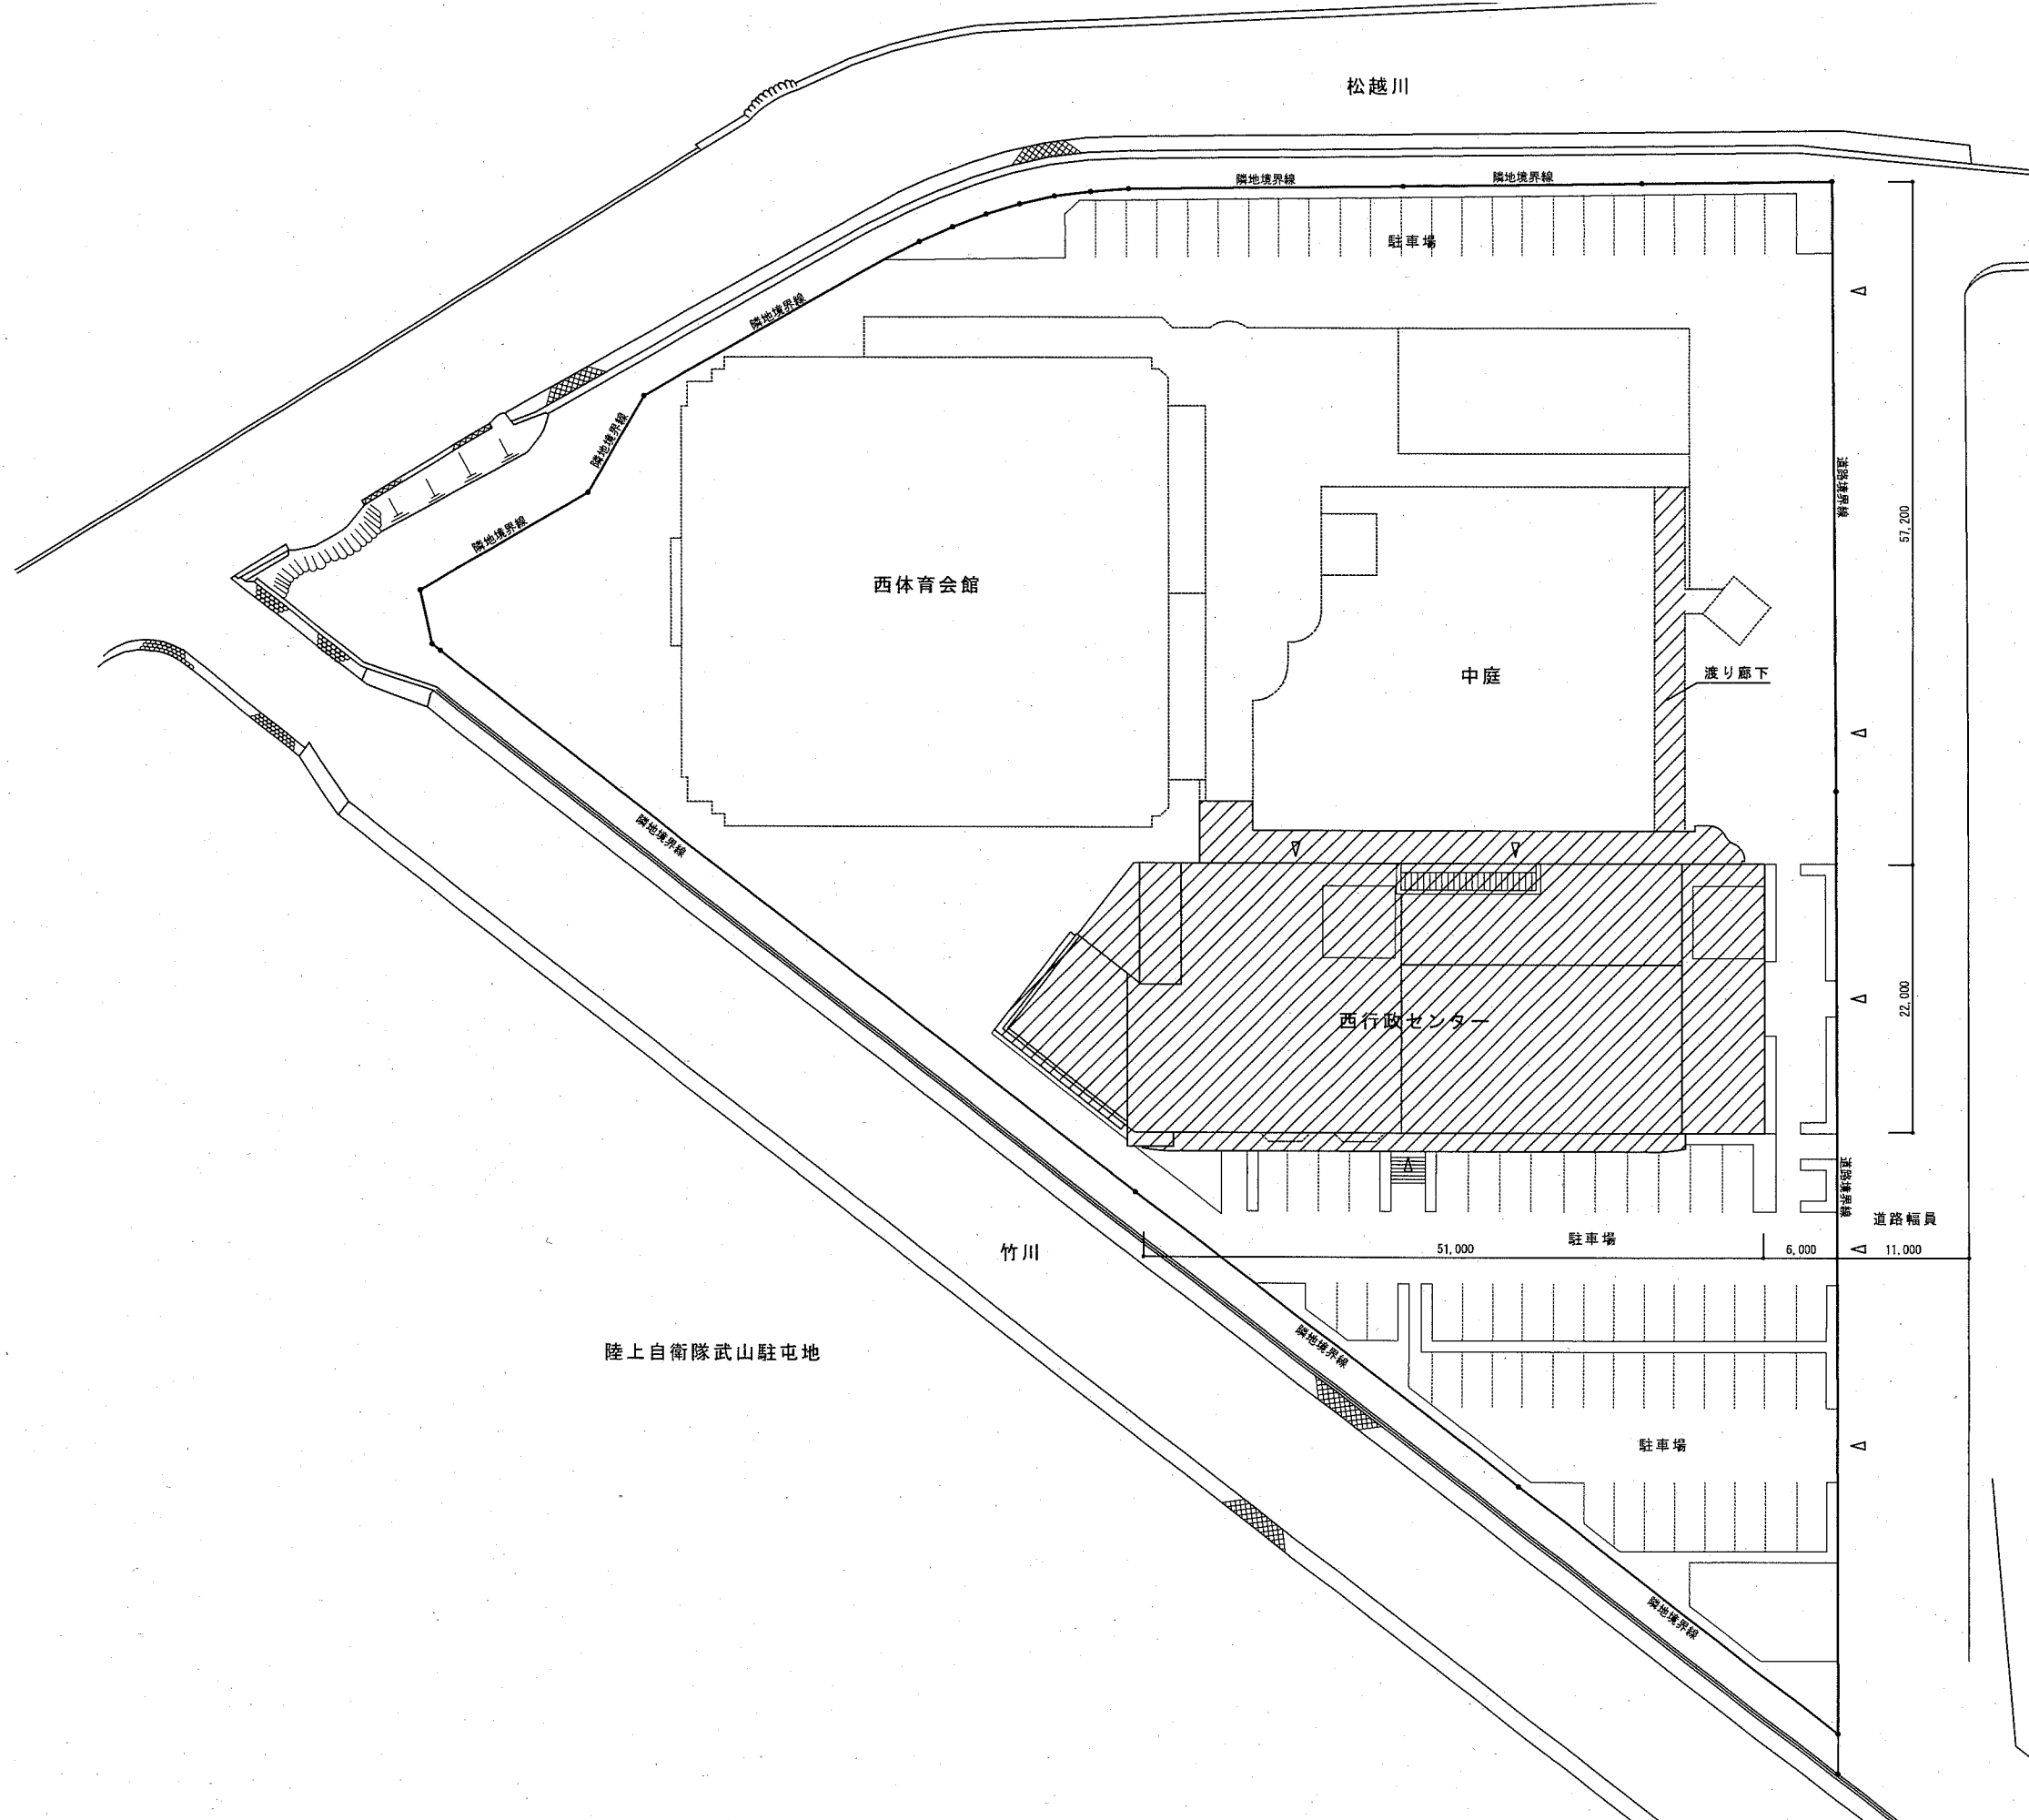 松越川
隣地境界線
隣地境界線
駐車場
隣地境界線
隣地境界線
道路境界線
57,200
隣地境界線
西体育会館
中庭
渡り廊下
隣地境界線
22,000
西行政センター
道路境界線
道路幅員
竹川
51,000
駐車場
6,000
11,000
隣地境界線
陸上自衛隊武山駐屯地
駐車場
隣地境界線